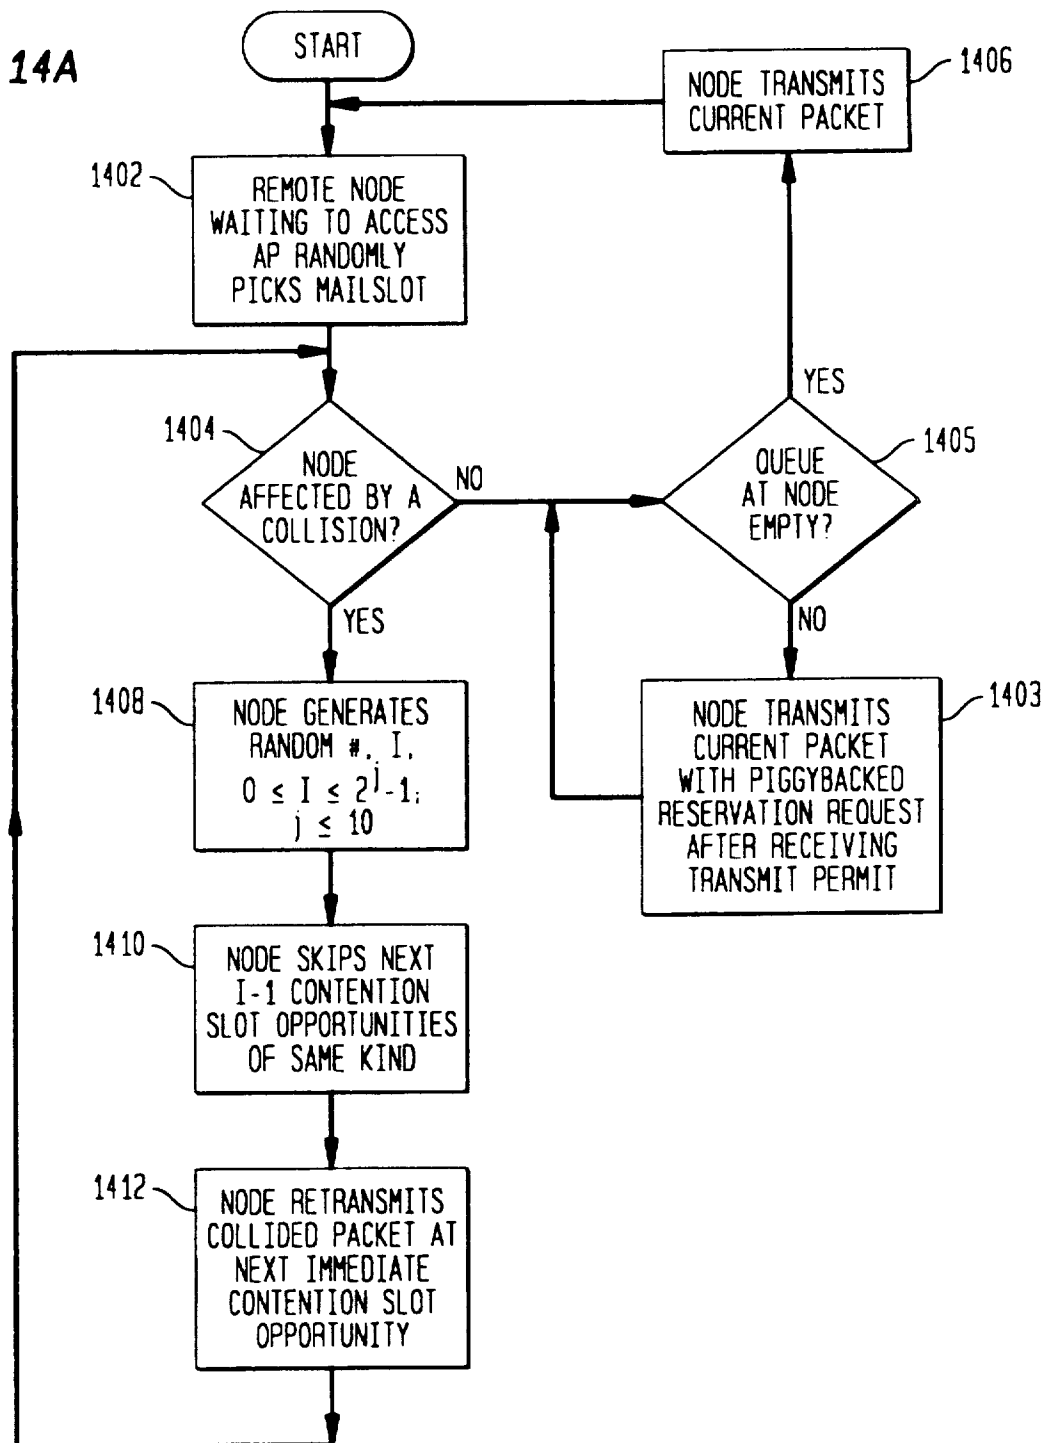 14A
START
1406
NODE TRANSMITS
CURRENT PACKET
1402
REMOTE NODE
WAITING TO ACCESS
AP RANDOMLY
PICKS MAILSLOT
YES
1404
NODE
AFFECTED BY A
COLLISION?
NO
1405
QUEUE
AT NODE
EMPTY?
YES
NO
1408
NODE GENERATES
RANDOM #, I,
0 ≤ I ≤ 2^j-1;
j ≤ 10
1403
NODE TRANSMITS
CURRENT PACKET
WITH PIGGYBACKED
RESERVATION REQUEST
AFTER RECEIVING
TRANSMIT PERMIT
1410
NODE SKIPS NEXT
I-1 CONTENTION
SLOT OPPORTUNITIES
OF SAME KIND
1412
NODE RETRANSMITS
COLLIDED PACKET AT
NEXT IMMEDIATE
CONTENTION SLOT
OPPORTUNITY